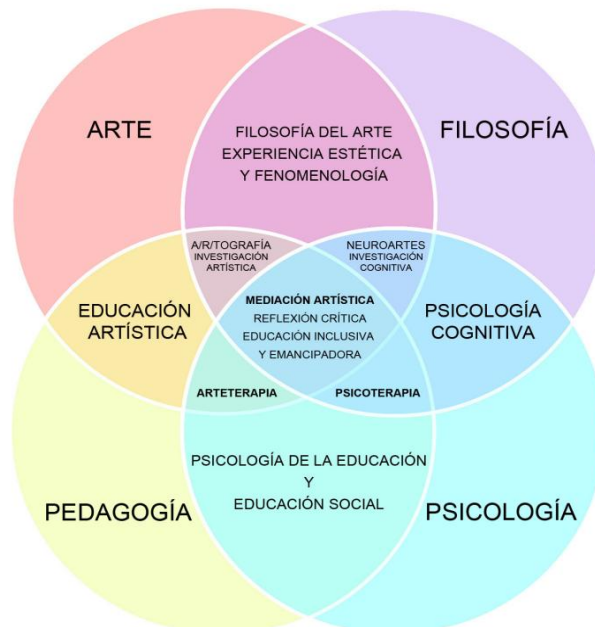 ARTE
FILOSOFÍA
FILOSOFÍA DEL ARTE
EXPERIENCIA ESTÉTICA
Y FENOMENOLOGÍA
A/R/TOGRAFÍA
INVESTIGACIÓN
ARTÍSTICA
NEUROARTES
INVESTIGACIÓN
COGNITIVA
EDUCACIÓN
ARTÍSTICA
MEDIACIÓN ARTÍSTICA
REFLEXIÓN CRÍTICA
EDUCACIÓN INCLUSIVA
Y EMANCIPADORA
PSICOLOGÍA
COGNITIVA
ARTETERAPIA
PSICOTERAPIA
PSICOLOGÍA DE LA EDUCACIÓN
Y
EDUCACIÓN SOCIAL
PEDAGOGÍA
PSICOLOGÍA